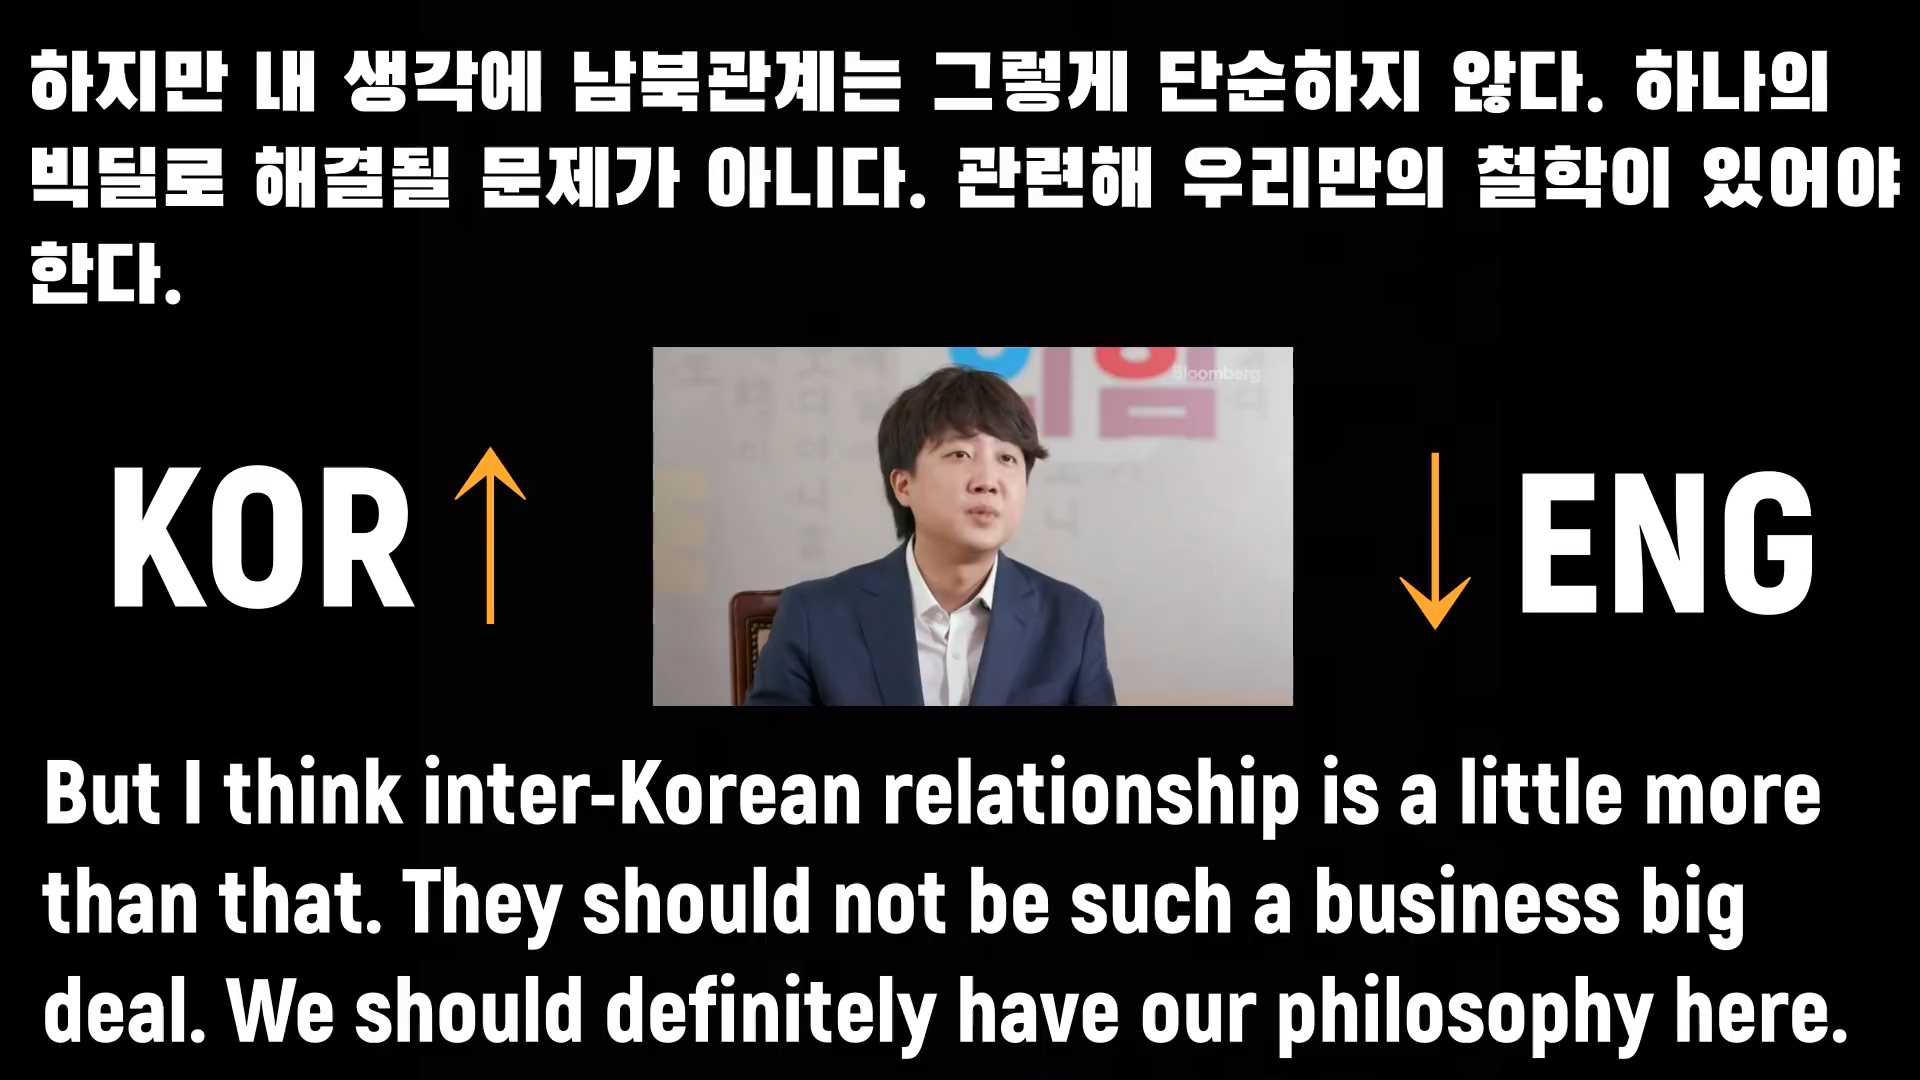 하지만 내 생각에 남북관계는 그렇게 단순하지 않다. 하나의
빅딜로 해결될 문제가 아니다. 관련해 우리만의 철학이 있어야
한다.
Bloomberg
KOR
ENG
But I think inter-Korean relationship is a little more
than that. They should not be such a business big
deal. We should definitely have our philosophy here.